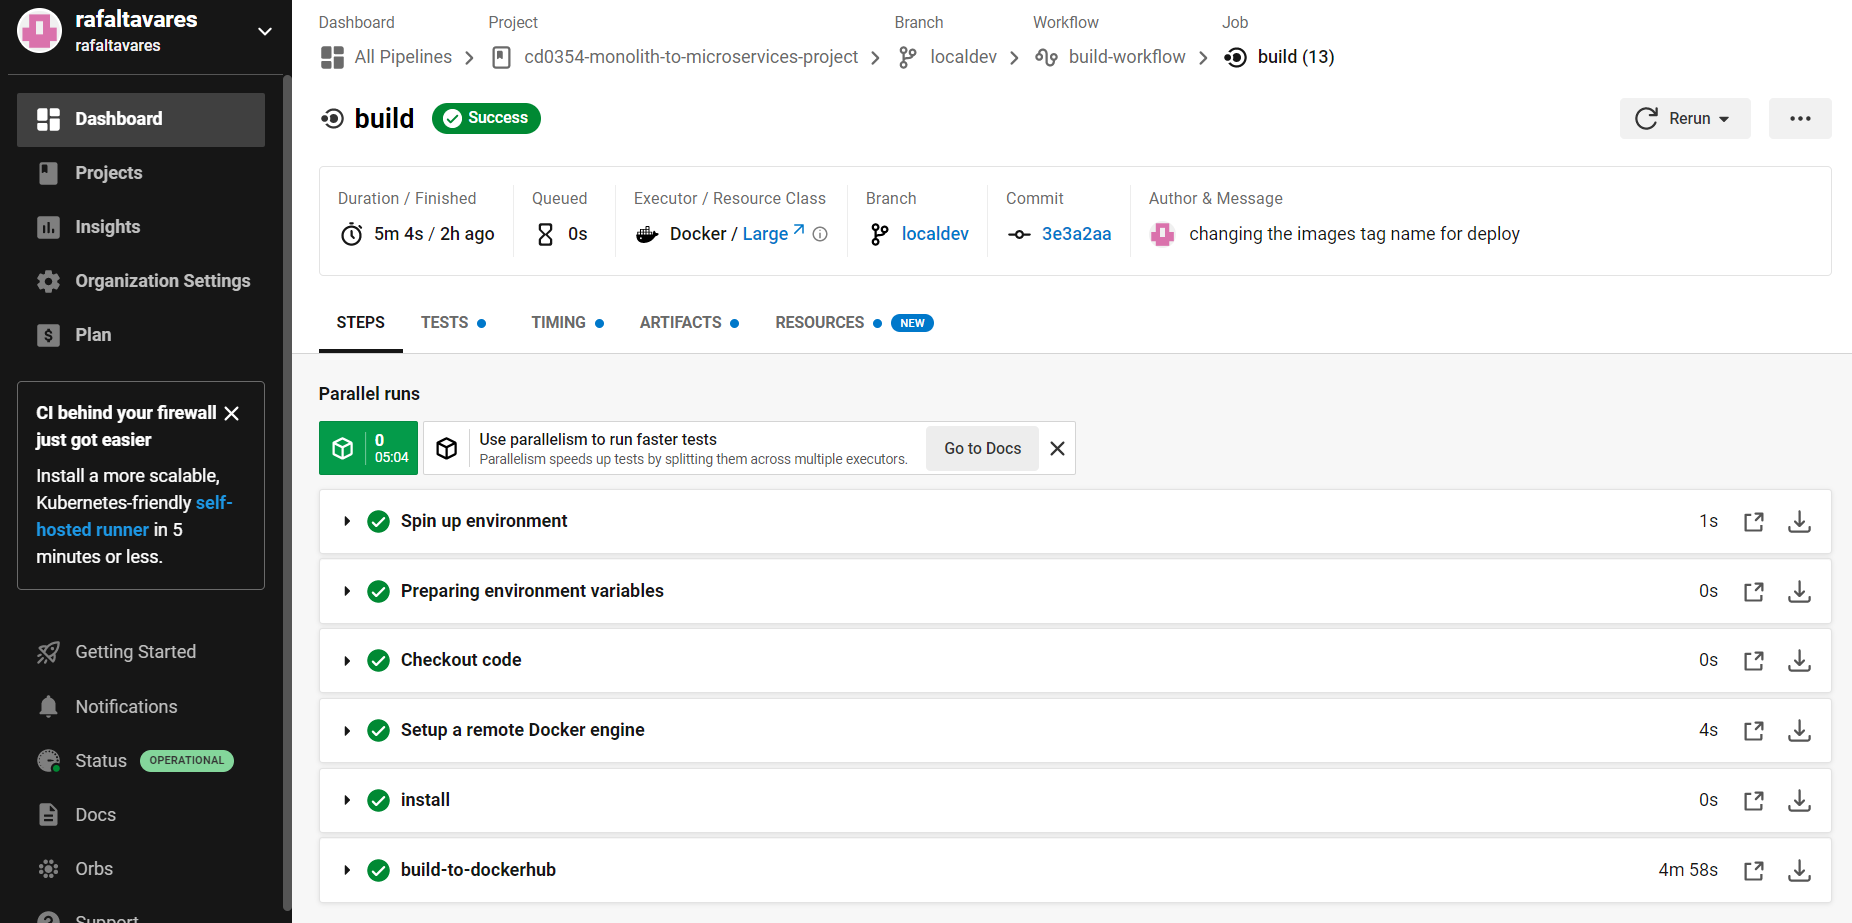 rafaltavares
rafaltavares
Dashboard
Projects
Insights
Organization Settings
Plan
CI behind your firewall
just got easier
Install a more scalable,
Kubernetes-friendly self-
hosted runner in 5
minutes or less.
Getting Started
Notifications
Status OPERATIONAL
Docs
Orbs
Support
Dashboard Project Branch Workflow Job
All Pipelines cd0354-monolith-to-microservices-project localdev build-workflow build (13)
build Success Rerun
Duration / Finished Queued Executor / Resource Class Branch Commit Author & Message
5m 4s / 2h ago 0s Docker / Large localdev 3e3a2aa changing the images tag name for deploy
STEPS TESTS TIMING ARTIFACTS RESOURCES NEW
Parallel runs
0
05:04
Use parallelism to run faster tests
Parallelism speeds up tests by splitting them across multiple executors.
Go to Docs
Spin up environment 1s
Preparing environment variables 0s
Checkout code 0s
Setup a remote Docker engine 4s
install 0s
build-to-dockerhub 4m 58s